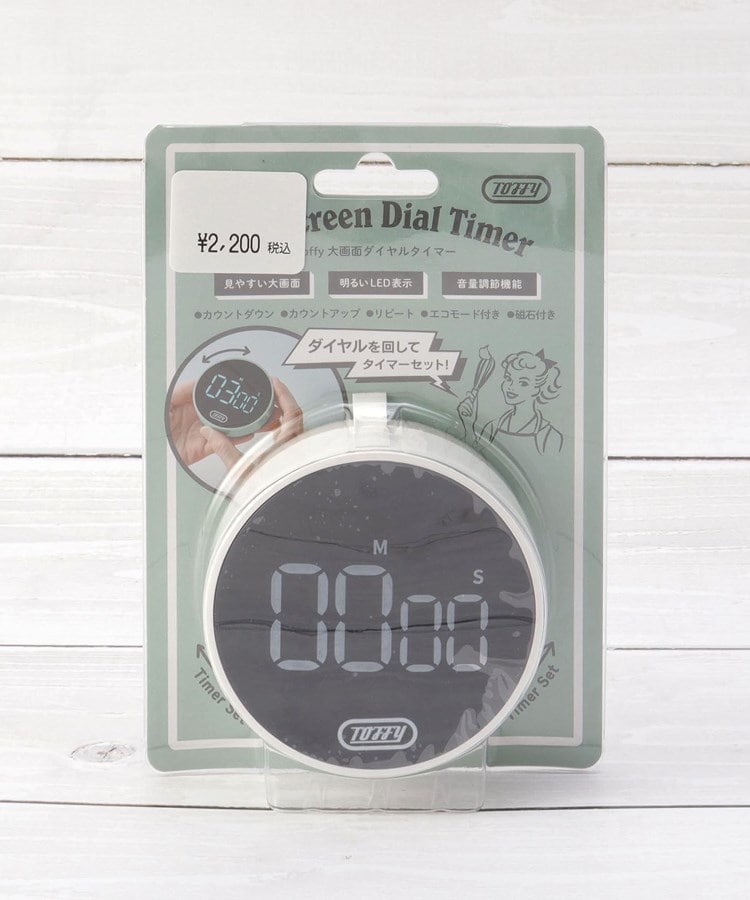 TOFFY
¥2,200 税込
creen Dial Timer
offy 大画面ダイヤルタイマー
見やすい大画面 明るいLED表示 音量調節機能
●カウントダウン ●カウントアップ ●リピート ●エコモード付き ●磁石付き
ダイヤルを回して
タイマーセット!
03 00
TOFFY
M
S
00 00
Timer Set
Timer Set
TOFFY